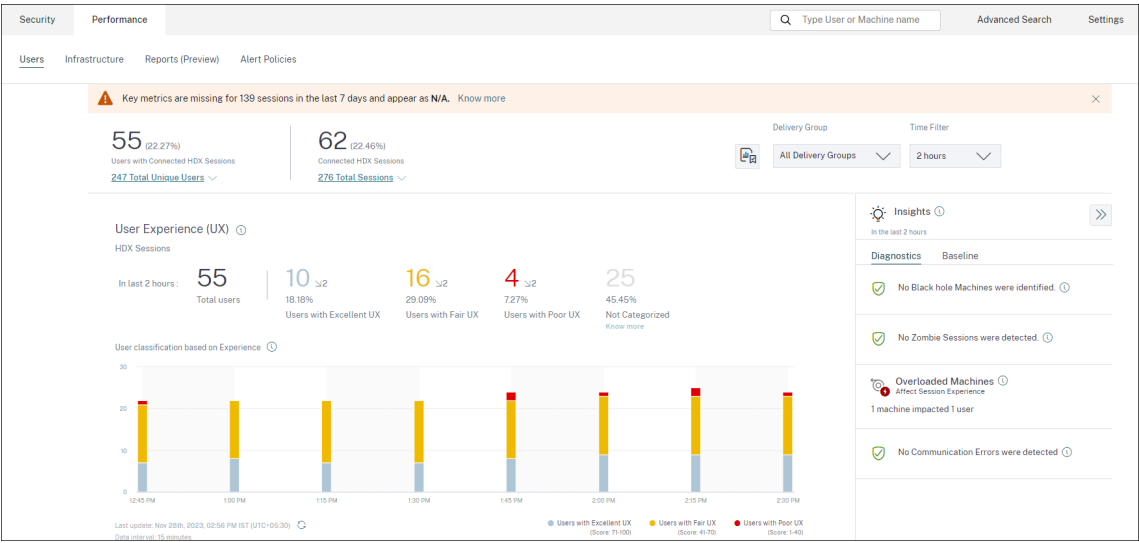 Security Performance Type User or Machine name Advanced Search Settings
Users Infrastructure Reports (Preview) Alert Policies
Key metrics are missing for 139 sessions in the last 7 days and appear as N/A. Know more
Delivery Group Time Filter
55 (22.27%) 62 (22.46%)
Users with Connected HDX Sessions Connected HDX Sessions
All Delivery Groups 2 hours
247 Total Unique Users 276 Total Sessions
User Experience (UX)
HDX Sessions
In last 2 hours : 55 10 2 16 2 4 2 25
Total users 18.18% 29.09% 7.27% 45.45%
Users with Excellent UX Users with Fair UX Users with Poor UX Not Categorized
Know more
User classification based on Experience
30
20
10
0
12:45 PM 1:00 PM 1:15 PM 1:30 PM 1:45 PM 2:00 PM 2:15 PM 2:30 PM
Last update: Nov 28th, 2023, 02:56 PM IST (UTC+05:30)
Data interval: 15 minutes
Users with Excellent UX Users with Fair UX Users with Poor UX
(Score: 71-100) (Score: 41-70) (Score: 1-40)
Insights
In the last 2 hours
Diagnostics Baseline
No Black hole Machines were identified.
No Zombie Sessions were detected.
Overloaded Machines
Affect Session Experience
1 machine impacted 1 user
No Communication Errors were detected